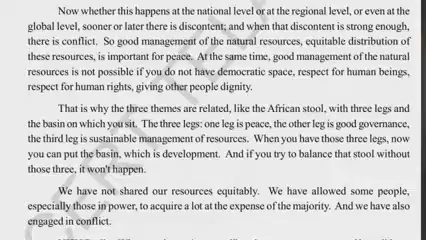 Now whether this happens at the national level or at the regional level, or even at the
global level, sooner or later there is discontent; and when that discontent is strong enough,
there is conflict. So good management of the natural resources, equitable distribution of
these resources, is important for peace. At the same time, good management of the natural
resources is not possible if you do not have democratic space, respect for human beings,
respect for human rights, giving other people dignity.
That is why the three themes are related, like the African stool, with three legs and
the basin on which you sit. The three legs: one leg is peace, the other leg is good governance,
the third leg is sustainable management of resources. When you have those three legs, now
you can put the basin, which is development. And if you try to balance that stool without
those three, it won't happen.
We have not shared our resources equitably. We have allowed some people,
especially those in power, to acquire a lot at the expense of the majority. And we have also
engaged in conflict.